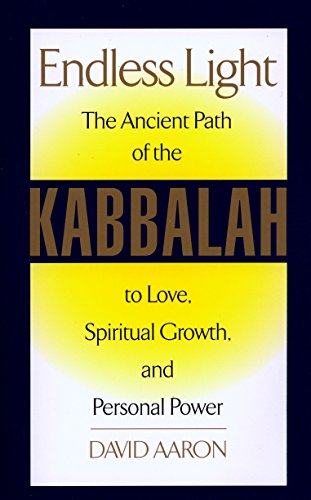 Endless Light
The Ancient Path
of the
KABBALAH
to Love,
Spiritual Growth,
and
Personal Power
DAVID AARON